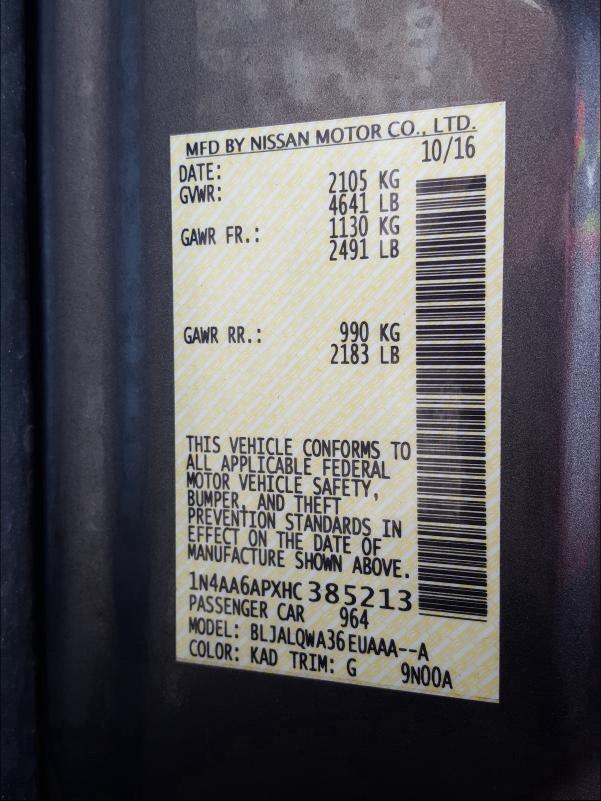 MFD BY NISSAN MOTOR CO., LTD.
DATE: 10/16
GVWR: 2105 KG
4641 LB
GAWR FR.: 1130 KG
2491 LB
GAWR RR.: 990 KG
2183 LB
THIS VEHICLE CONFORMS TO
ALL APPLICABLE FEDERAL
MOTOR VEHICLE SAFETY,
BUMPER, AND THEFT
PREVENTION STANDARDS IN
EFFECT ON THE DATE OF
MANUFACTURE SHOWN ABOVE.
1N4AA6APXHC 385213
PASSENGER CAR 964
MODEL: BLJALQWA36EUAAA--A
COLOR: KAD TRIM: G 9N00A